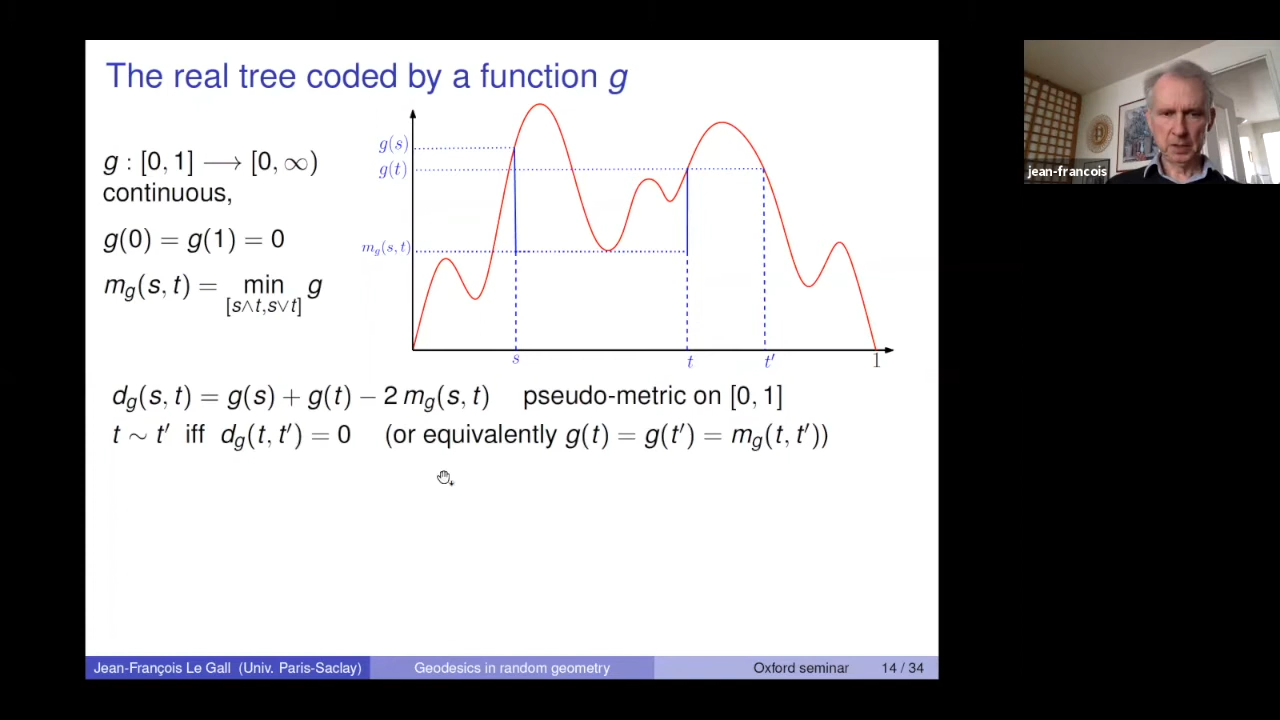 The real tree coded by a function g
g : [0, 1] ⟶ [0, ∞)
continuous,
g(0) = g(1) = 0
m_g(s, t) = min_{[s∧t,s∨t]} g
g(s)
g(t)
m_g(s, t)
s
t
t′
1
d_g(s, t) = g(s) + g(t) − 2 m_g(s, t) pseudo-metric on [0, 1]
t ∼ t′ iff d_g(t, t′) = 0 (or equivalently g(t) = g(t′) = m_g(t, t′))
Jean-François Le Gall (Univ. Paris-Saclay) Geodesics in random geometry Oxford seminar 14 / 34
jean-francois